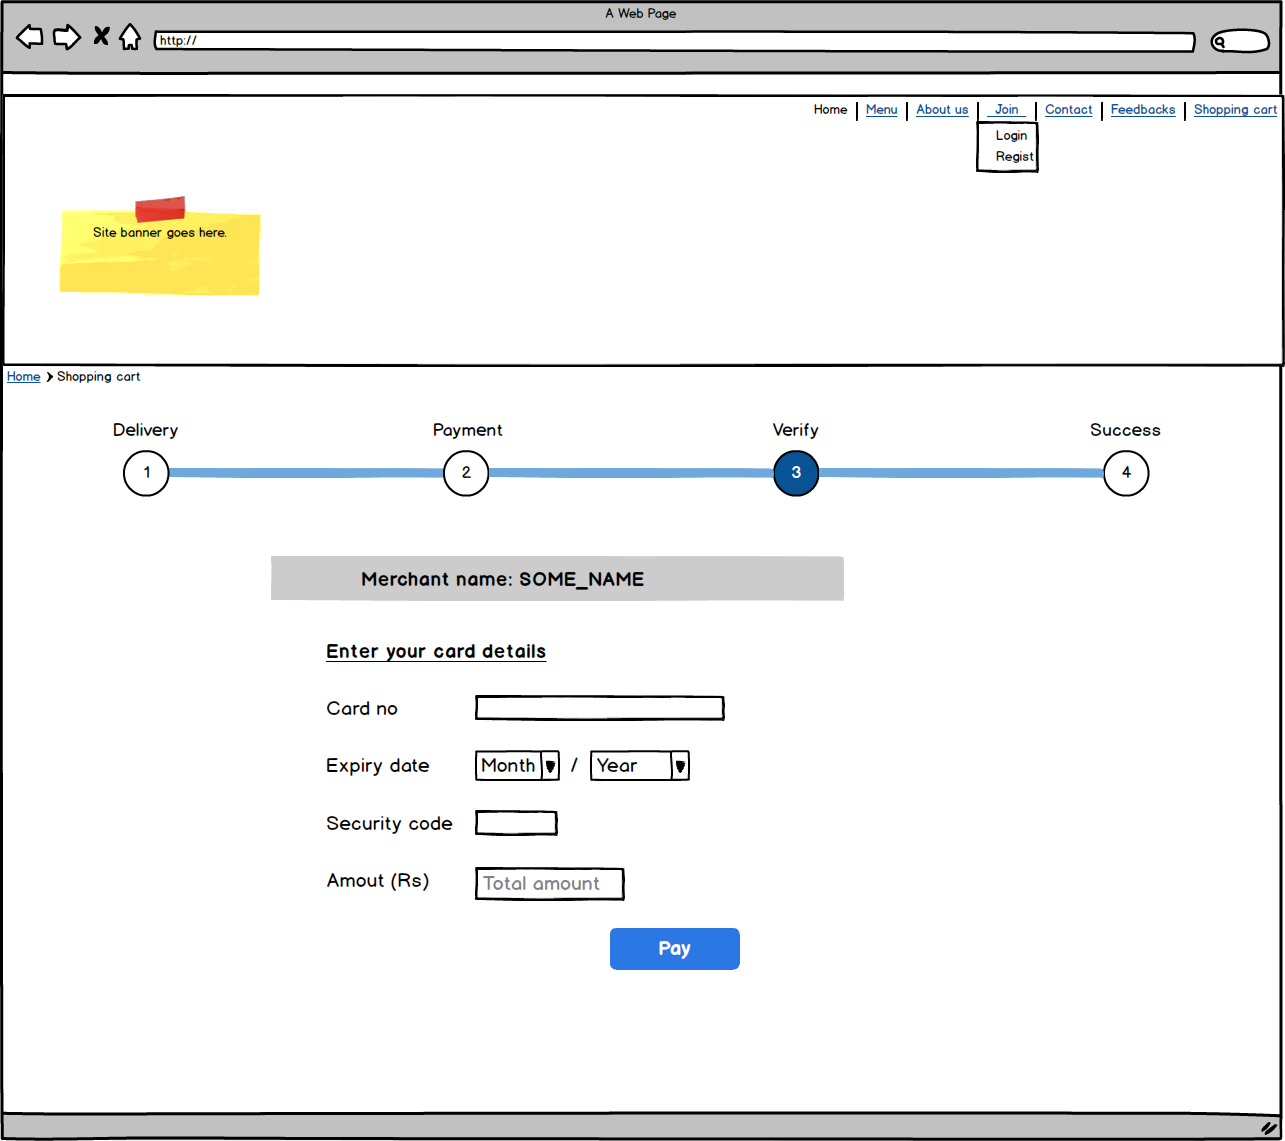 A Web Page
http://
Home Menu About us Join Contact Feedbacks Shopping cart
Login
Regist
Site banner goes here.
Home Shopping cart
Delivery Payment Verify Success
1 2 3 4
Merchant name: SOME_NAME
Enter your card details
Card no
Expiry date Month / Year
Security code
Amout (Rs) Total amount
Pay